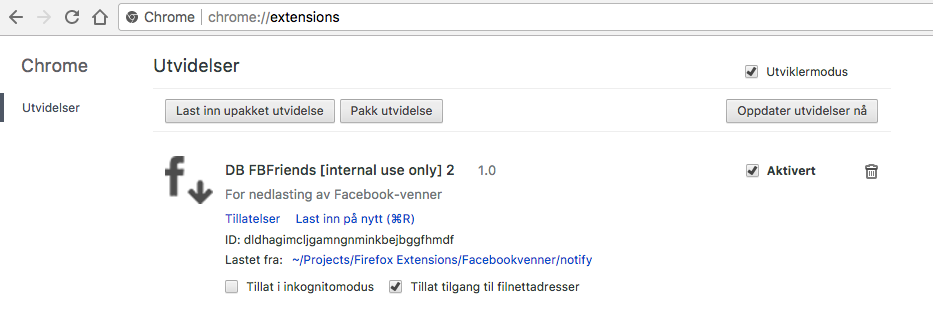 Chrome | chrome://extensions
Chrome
Utvidelser
Utvidelser
Utviklermodus
Last inn upakket utvidelse
Pakk utvidelse
Oppdater utvidelser nå
DB FBFriends [internal use only] 2 1.0
Aktivert
For nedlasting av Facebook-venner
Tillatelser Last inn på nytt (⌘R)
ID: dldhagimcljgamngnminkbejbggfhmdf
Lastet fra: ~/Projects/Firefox Extensions/Facebookvenner/notify
Tillat i inkognitomodus
Tillat tilgang til filnettadresser